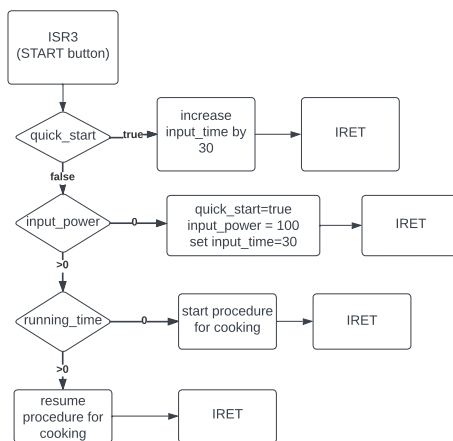 ISR3
(START button)
quick_start
true
increase
input_time by
30
IRET
false
input_power
0
quick_start=true
input_power = 100
set input_time=30
IRET
>0
running_time
0
start procedure
for cooking
IRET
>0
resume
procedure for
cooking
IRET